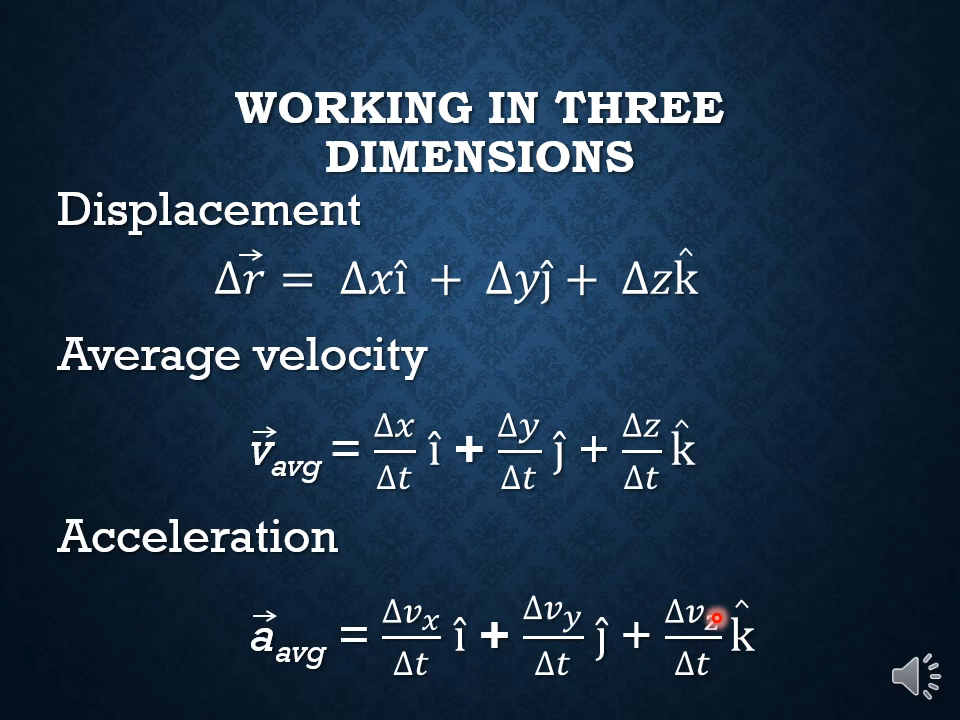 WORKING IN THREE
DIMENSIONS
Displacement
Δr⃗ = Δxî + Δyĵ + Δzk̂
Average velocity
v⃗avg = Δx/Δt î + Δy/Δt ĵ + Δz/Δt k̂
Acceleration
a⃗avg = Δvx/Δt î + Δvy/Δt ĵ + Δvz/Δt k̂